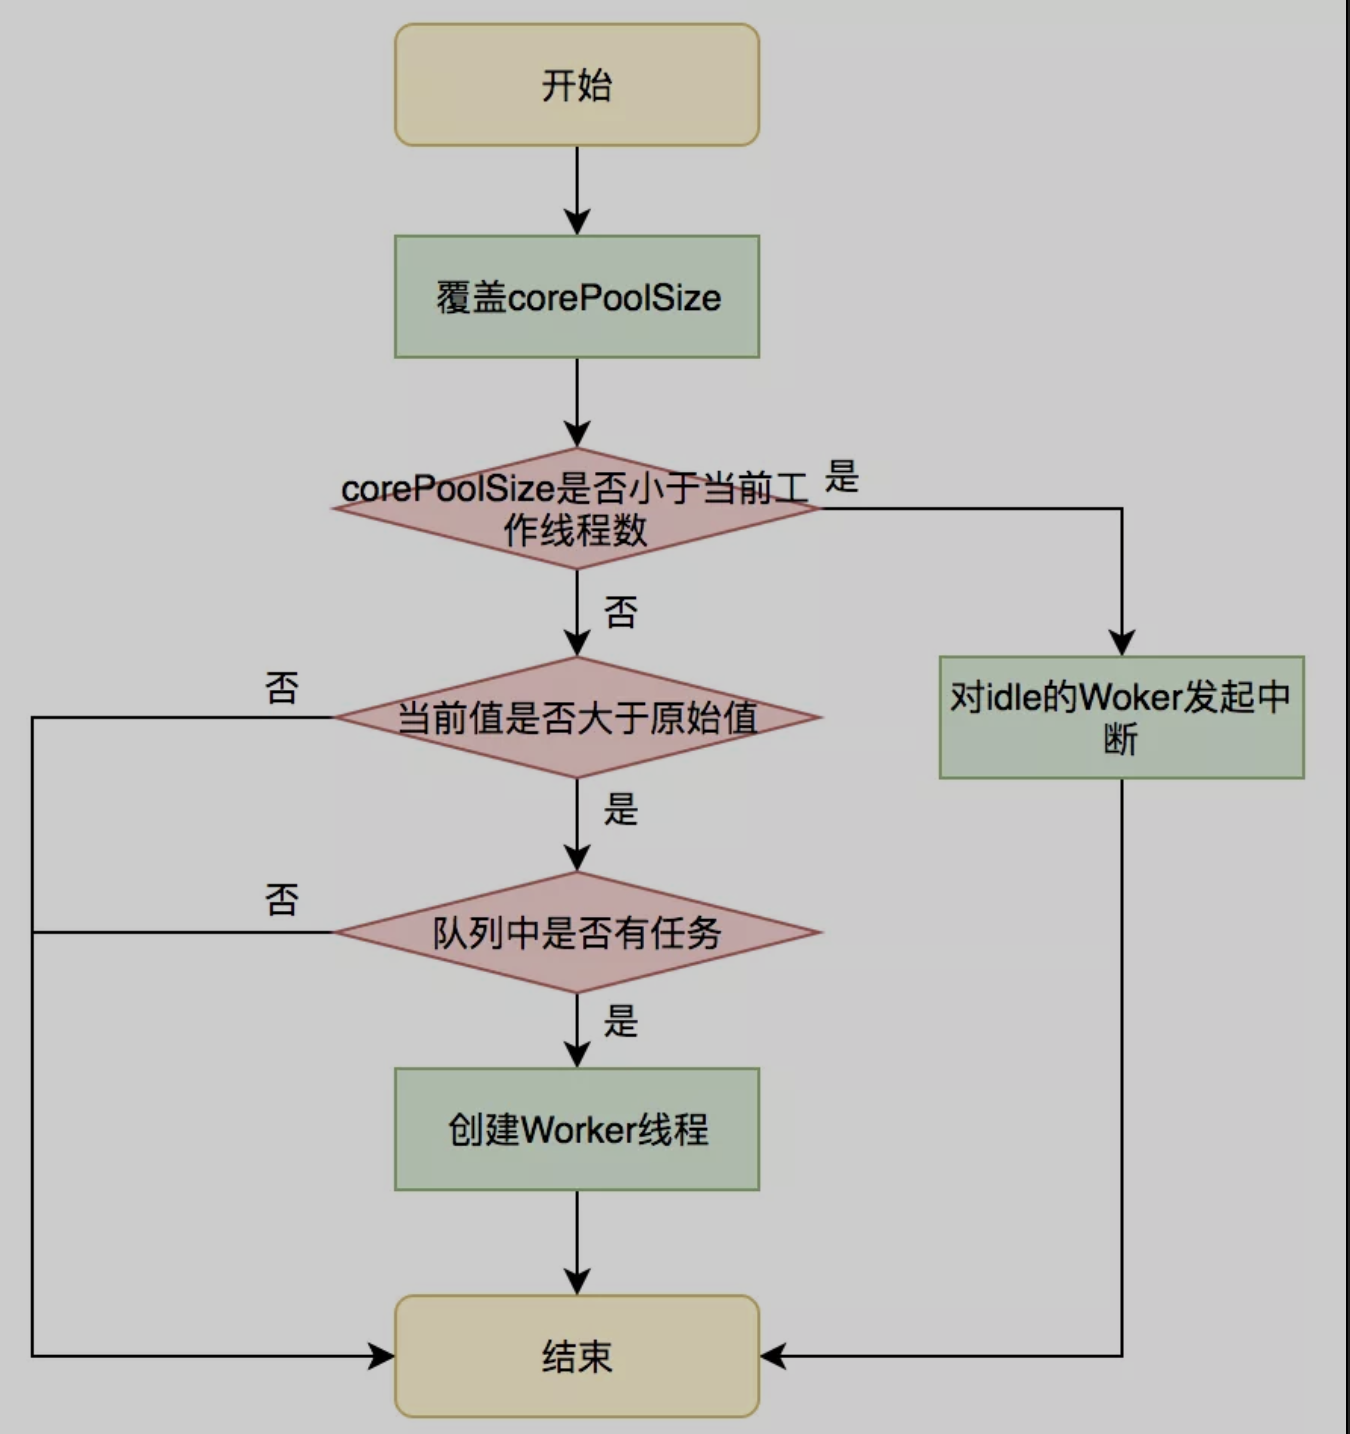 开始
覆盖corePoolSize
corePoolSize是否小于当前工
作线程数
是
否
当前值是否大于原始值
否
对idle的Woker发起中
断
是
队列中是否有任务
否
是
创建Worker线程
结束